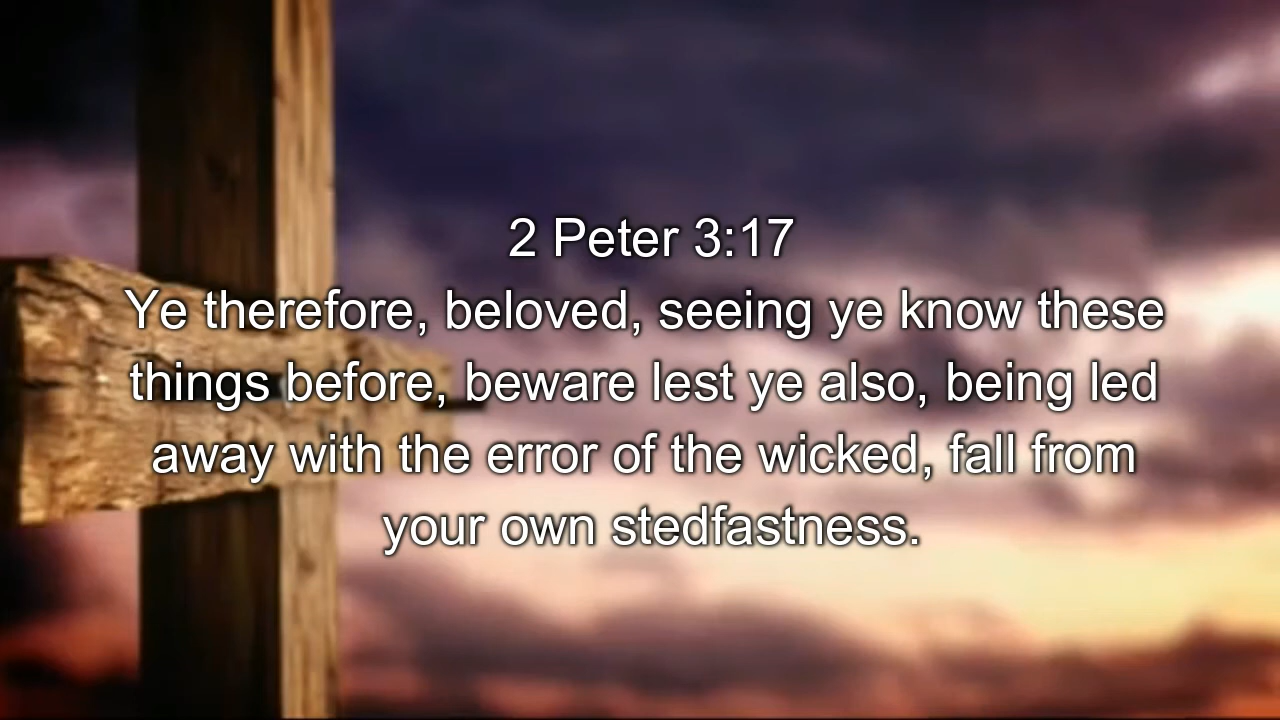 2 Peter 3:17
Ye therefore, beloved, seeing ye know these
things before, beware lest ye also, being led
away with the error of the wicked, fall from
your own stedfastness.